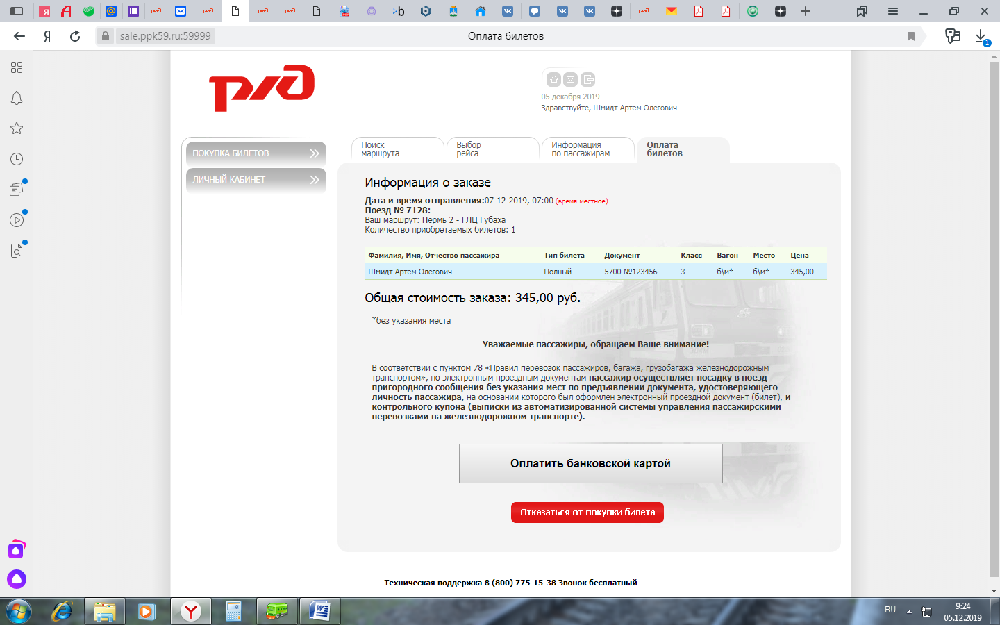 sale.ppk59.ru:59999
Оплата билетов
1
ржд
05 декабря 2019
Здравствуйте, Шмидт Артем Олегович
ПОКУПКА БИЛЕТОВ
ЛИЧНЫЙ КАБИНЕТ
Поиск
маршрута
Выбор
рейса
Информация
по пассажирам
Оплата
билетов
Информация о заказе
Дата и время отправления:07-12-2019, 07:00 (время местное)
Поезд № 7128:
Ваш маршрут: Пермь 2 - ГЛЦ Губаха
Количество приобретаемых билетов: 1
Фамилия, Имя, Отчество пассажира Тип билета Документ Класс Вагон Место Цена
Шмидт Артем Олегович Полный 5700 №123456 3 б\м* б\м* 345,00
Общая стоимость заказа: 345,00 руб.
*без указания места
Уважаемые пассажиры, обращаем Ваше внимание!
В соответствии с пунктом 78 «Правил перевозок пассажиров, багажа, грузобагажа железнодорожным
транспортом», по электронным проездным документам пассажир осуществляет посадку в поезд
пригородного сообщения без указания мест по предъявлении документа, удостоверяющего
личность пассажира, на основании которого был оформлен электронный проездной документ (билет), и
контрольного купона (выписки из автоматизированной системы управления пассажирскими
перевозками на железнодорожном транспорте).
Оплатить банковской картой
Отказаться от покупки билета
Техническая поддержка 8 (800) 775-15-38 Звонок бесплатный
RU
9:24
05.12.2019